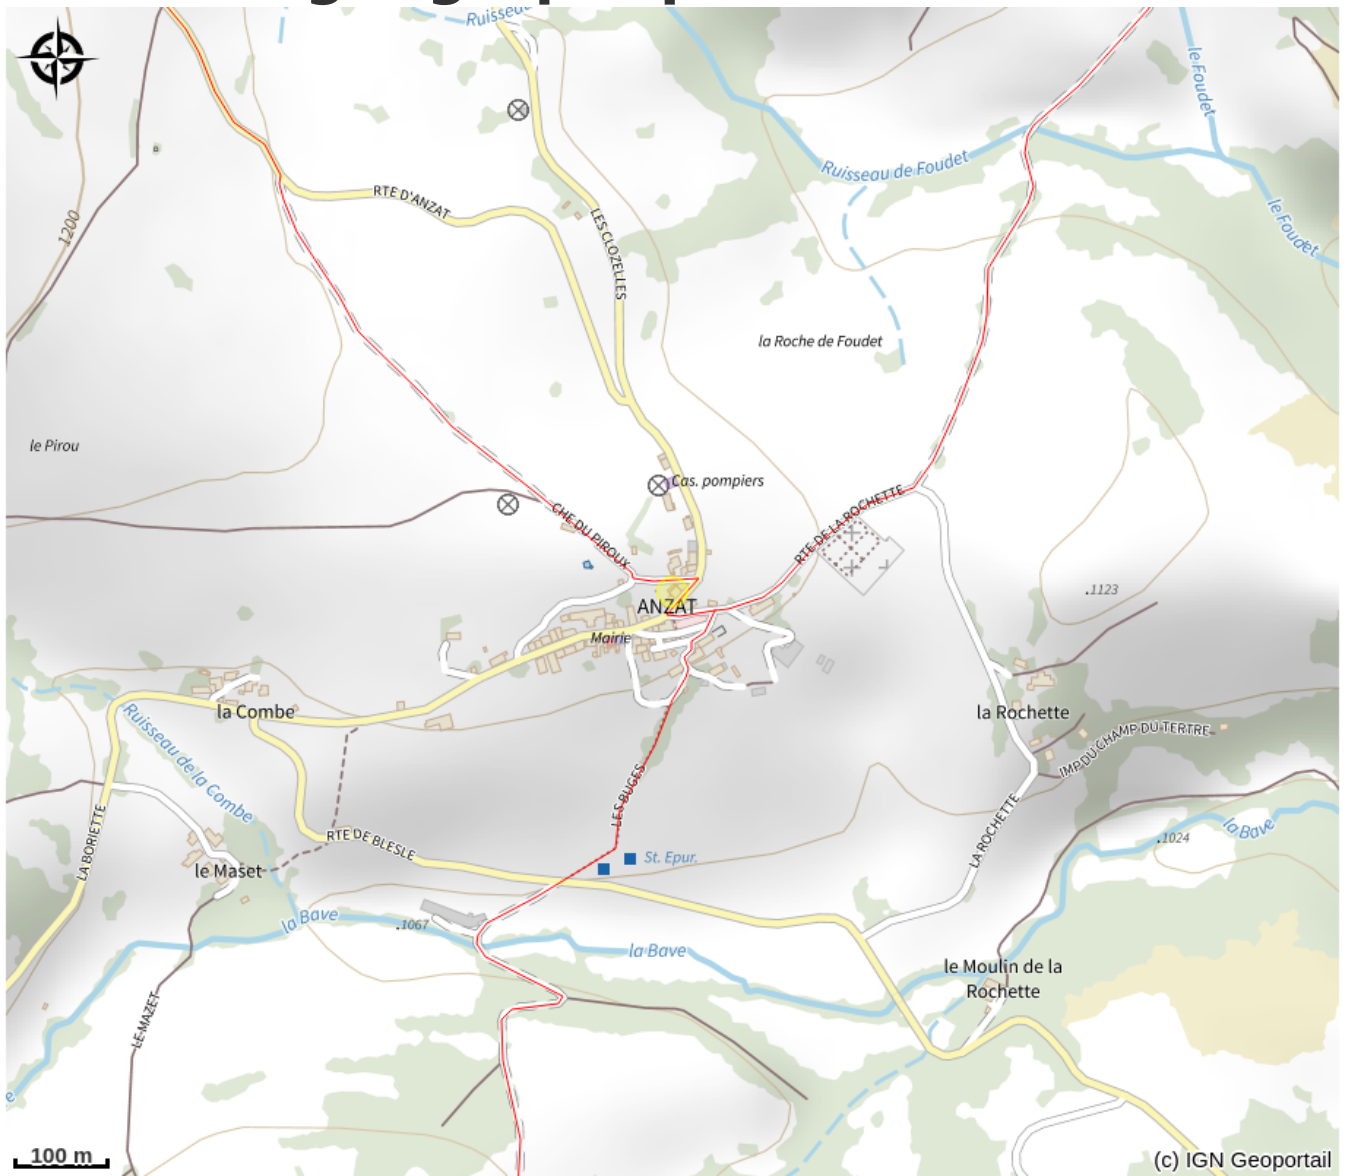 Ruisseau
le Foudet
Ruisseau de Foudet
RTE D'ANZAT
LES CLOZELLES
1200
le Foudet
la Roche de Foudet
le Pirou
Cas. pompiers
CHE DU PIROUX
RTE DE LA ROCHETTE
.1123
ANZAT
Mairie
la Combe
la Rochette
Ruisseau de la Combe
IMP DU CHAMP DU TERTRE
LES BUGES
LA BORIETTE
RTE DE BLESLE
LA ROCHETTE
la Bave
.1024
le Maset
St. Epur.
la Bave
.1067
la Bave
le Moulin de la
Rochette
LE MAZET
100 m
(c) IGN Geoportail